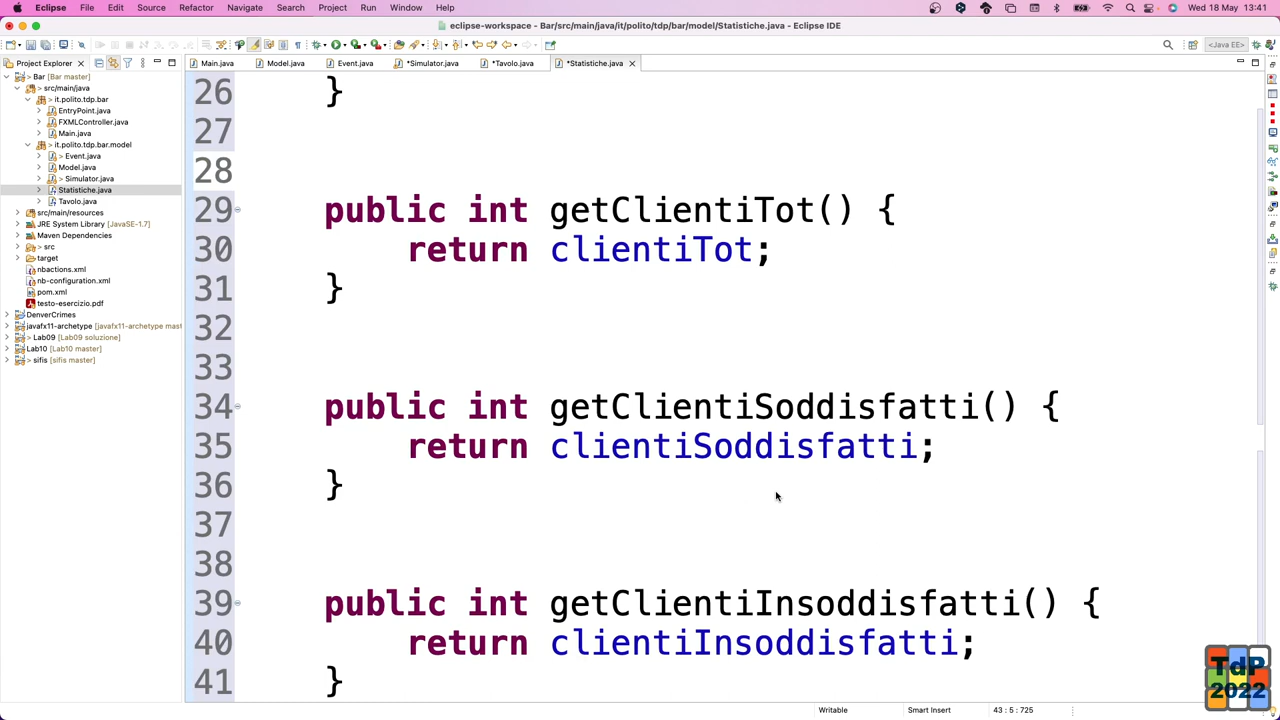 Eclipse File Edit Source Refactor Navigate Search Project Run Window Help Wed 18 May 13:41
eclipse-workspace - Bar/src/main/java/it/polito/tdp/bar/model/Statistiche.java - Eclipse IDE
<Java EE>
Project Explorer
Main.java Model.java Event.java *Simulator.java *Tavolo.java *Statistiche.java
Bar [Bar master]
src/main/java
it.polito.tdp.bar
EntryPoint.java
FXMLController.java
Main.java
it.polito.tdp.bar.model
> Event.java
Model.java
> Simulator.java
Statistiche.java
Tavolo.java
src/main/resources
JRE System Library [JavaSE-1.7]
Maven Dependencies
src
target
nbactions.xml
nb-configuration.xml
pom.xml
testo-esercizio.pdf
DenverCrimes
javafx11-archetype [javafx11-archetype mast
> Lab09 [Lab09 soluzione]
Lab10 [Lab10 master]
> sifis [sifis master]
26 }
27
28
29 public int getClientiTot() {
30 return clientiTot;
31 }
32
33
34 public int getClientiSoddisfatti() {
35 return clientiSoddisfatti;
36 }
37
38
39 public int getClientiInsoddisfatti() {
40 return clientiInsoddisfatti;
41 }
TdP
2022
Writable Smart Insert 43 : 5 : 725